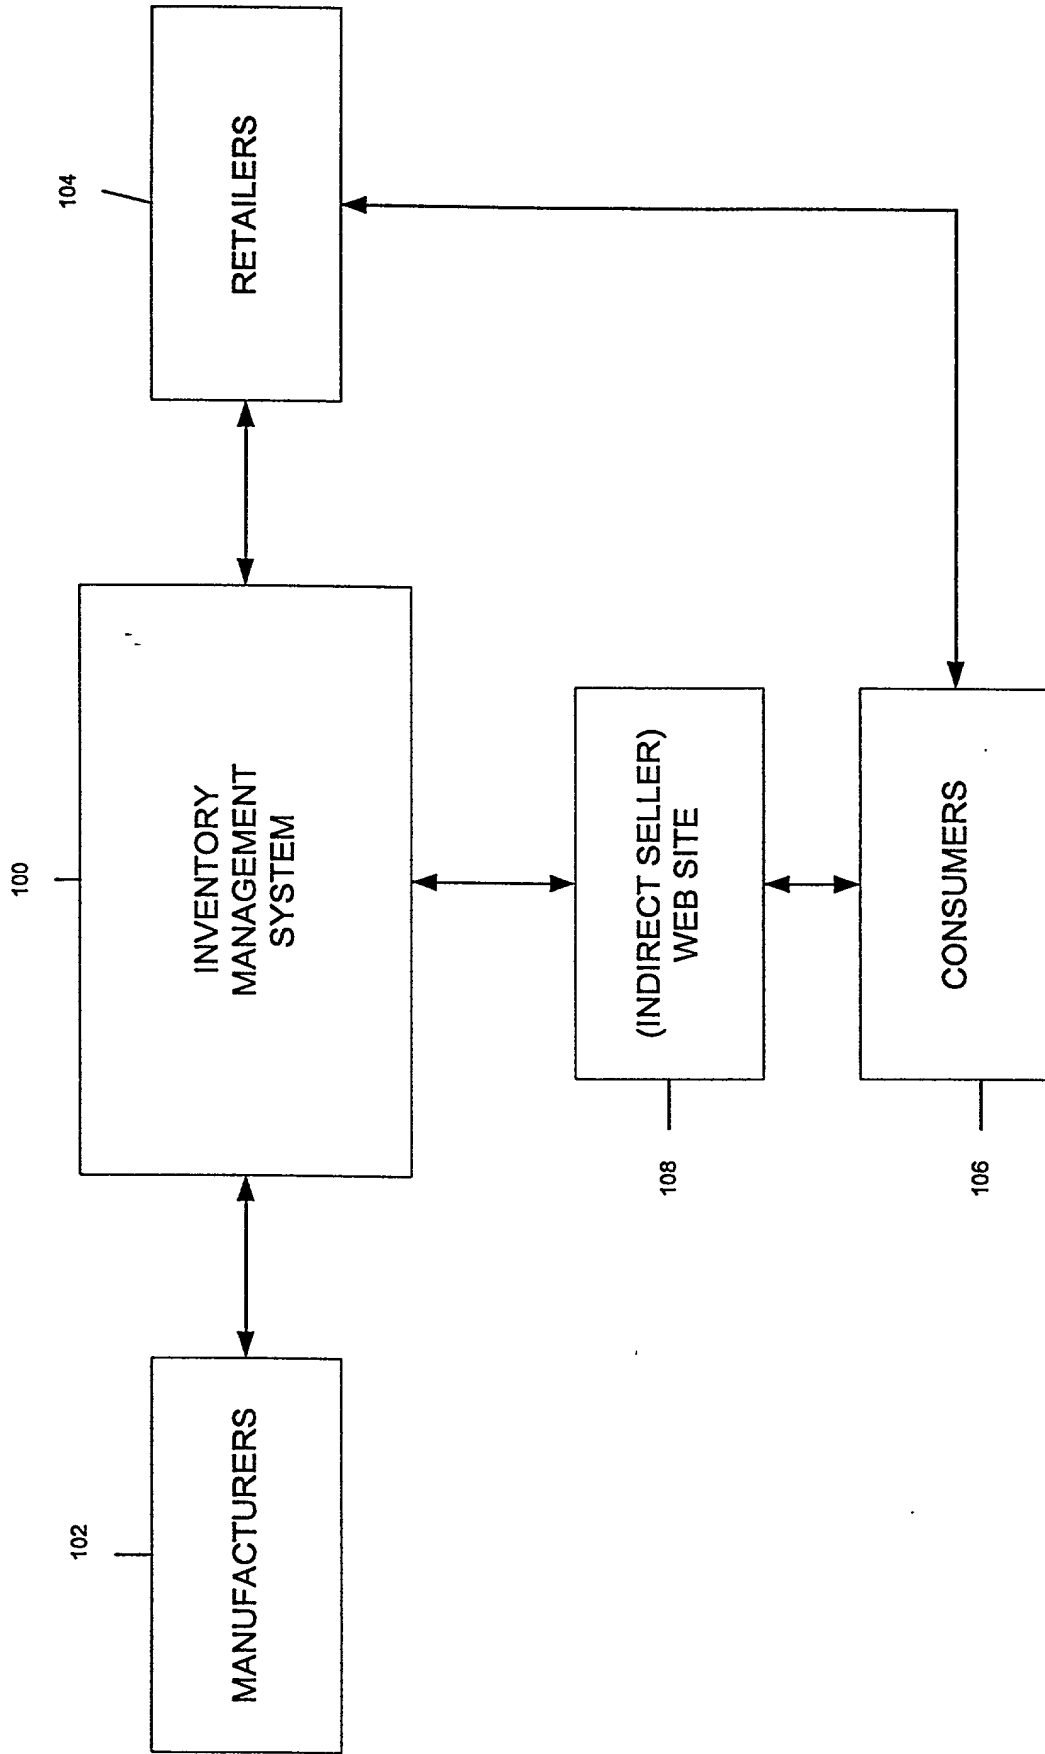 100
INVENTORY
MANAGEMENT
SYSTEM
102
MANUFACTURERS
104
RETAILERS
(INDIRECT SELLER)
WEB SITE
108
CONSUMERS
106